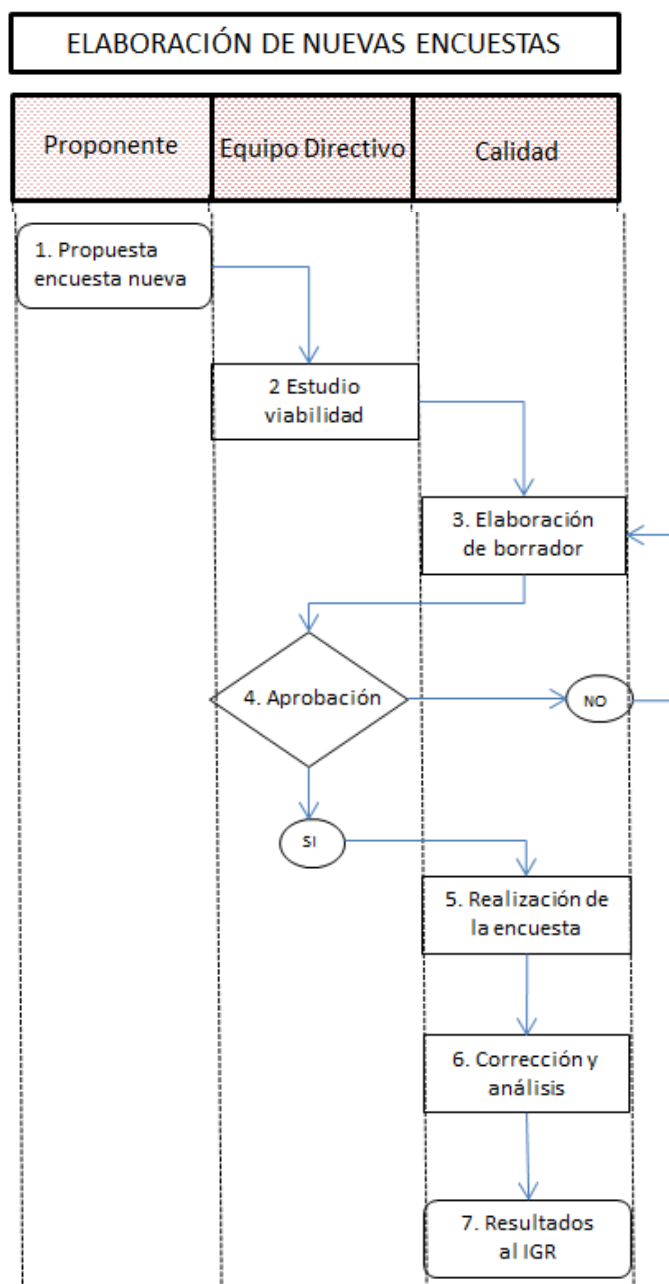 ELABORACIÓN DE NUEVAS ENCUESTAS
Proponente
Equipo Directivo
Calidad
1. Propuesta
encuesta nueva
2 Estudio
viabilidad
3. Elaboración
de borrador
4. Aprobación
NO
SI
5. Realización de
la encuesta
6. Corrección y
análisis
7. Resultados
al IGR